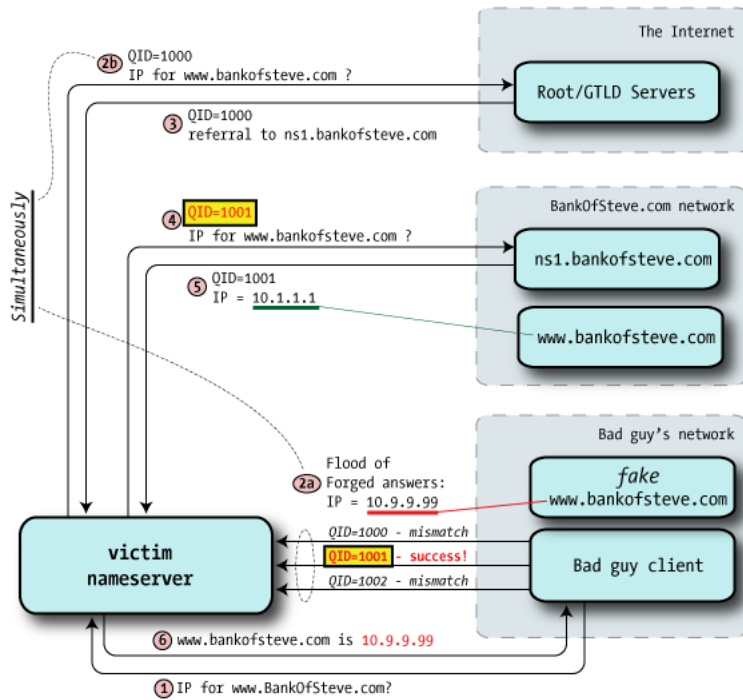 The Internet
2b QID=1000
IP for www.bankofsteve.com ?
Root/GTLD Servers
3 QID=1000
referral to ns1.bankofsteve.com
Simultaneously
BankOfSteve.com network
4 QID=1001
IP for www.bankofsteve.com ?
ns1.bankofsteve.com
5 QID=1001
IP = 10.1.1.1
www.bankofsteve.com
Bad guy's network
2a Flood of
Forged answers:
IP = 10.9.9.99
fake
www.bankofsteve.com
QID=1000 - mismatch
QID=1001 - success!
QID=1002 - mismatch
Bad guy client
victim
nameserver
6 www.bankofsteve.com is 10.9.9.99
1 IP for www.BankOfSteve.com?